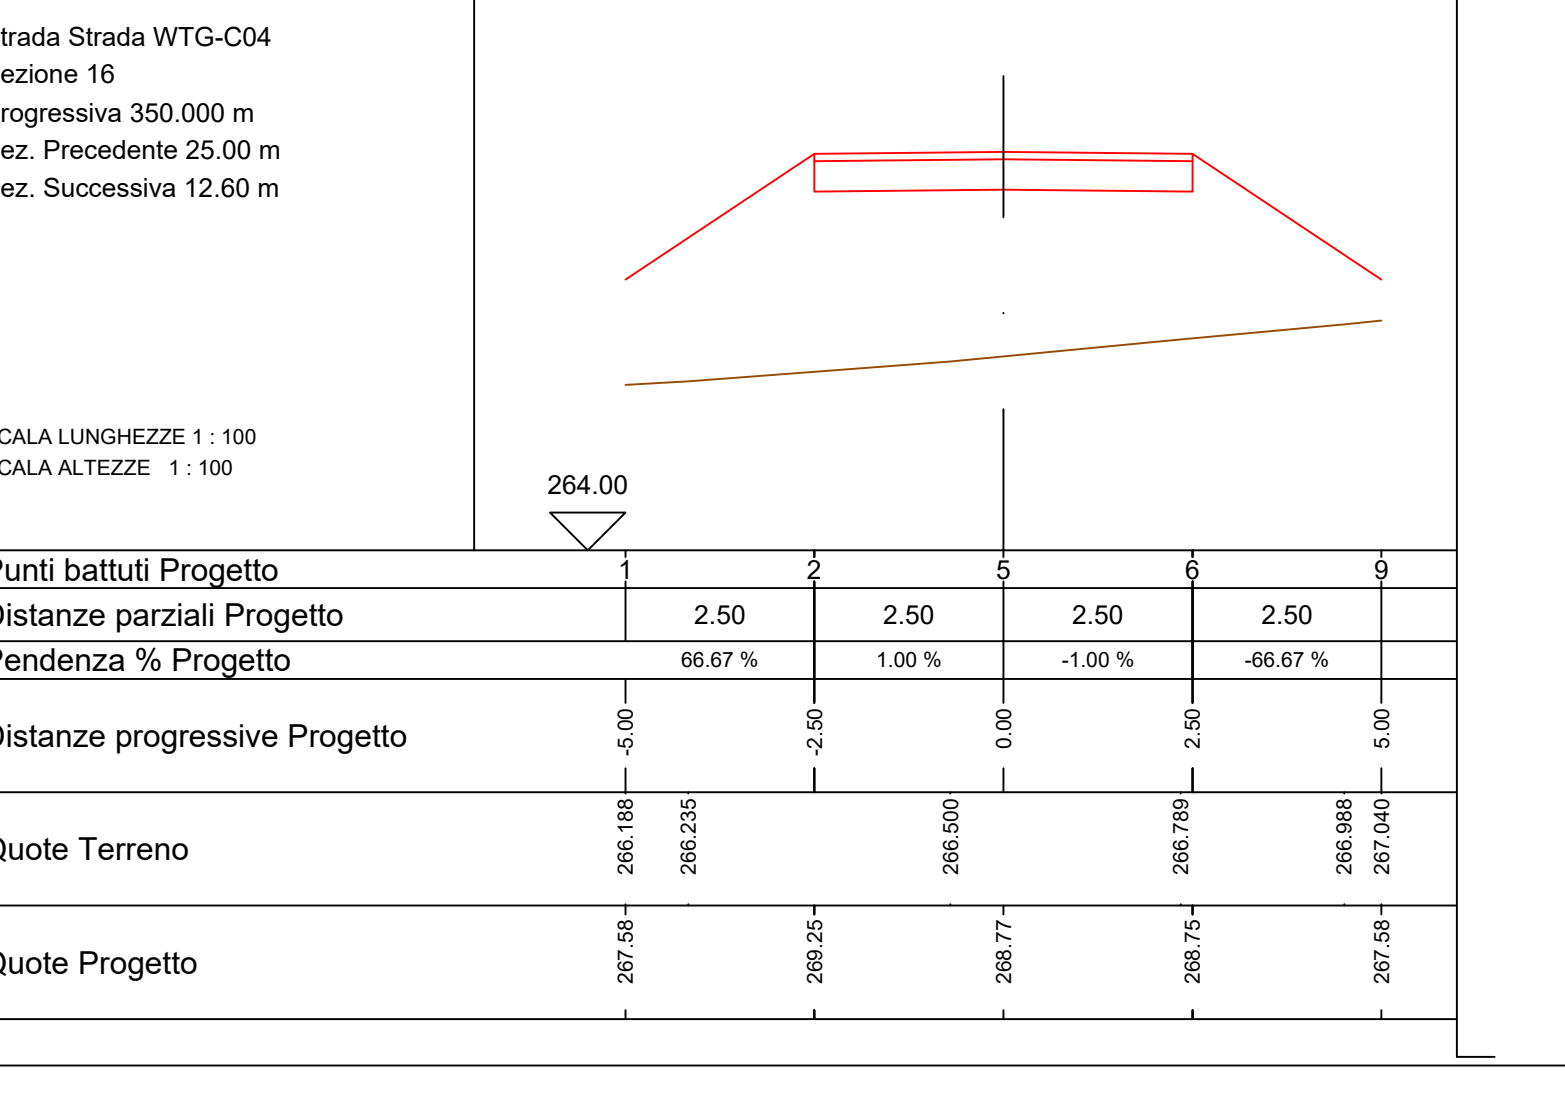 trada Strada WTG-C04
ezione 16
rogressiva 350.000 m
ez. Precedente 25.00 m
ez. Successiva 12.60 m
CALA LUNGHEZZE 1 : 100
CALA ALTEZZE 1 : 100
264.00
Punti battuti Progetto 1 2 5 6 9
Distanze parziali Progetto 2.50 2.50 2.50 2.50
Pendenza % Progetto 66.67 % 1.00 % -1.00 % -66.67 %
Distanze progressive Progetto -5.00 -2.50 0.00 2.50 5.00
Quote Terreno 266.188 266.235 266.500 266.789 266.988 267.040
Quote Progetto 267.58 269.25 268.77 268.75 267.58